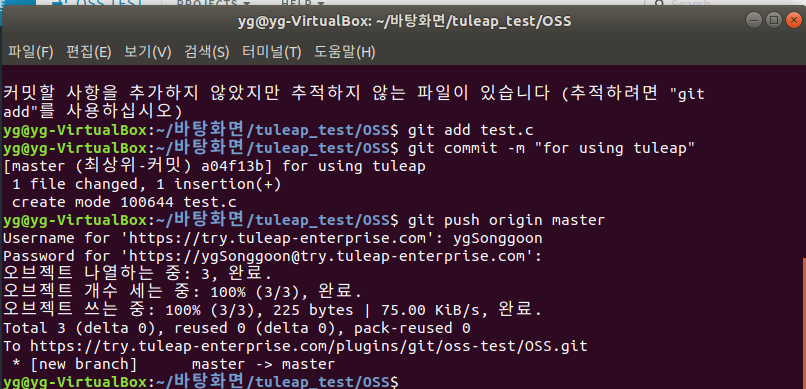 OSS TEST PROJECTS HELP Search
yg@yg-VirtualBox: ~/바탕화면/tuleap_test/OSS
파일(F) 편집(E) 보기(V) 검색(S) 터미널(T) 도움말(H)
커밋할 사항을 추가하지 않았지만 추적하지 않는 파일이 있습니다 (추적하려면 "git
add"를 사용하십시오)
yg@yg-VirtualBox:~/바탕화면/tuleap_test/OSS$ git add test.c
yg@yg-VirtualBox:~/바탕화면/tuleap_test/OSS$ git commit -m "for using tuleap"
[master (최상위-커밋) a04f13b] for using tuleap
 1 file changed, 1 insertion(+)
 create mode 100644 test.c
yg@yg-VirtualBox:~/바탕화면/tuleap_test/OSS$ git push origin master
Username for 'https://try.tuleap-enterprise.com': ygSonggoon
Password for 'https://ygSonggoon@try.tuleap-enterprise.com':
오브젝트 나열하는 중: 3, 완료.
오브젝트 개수 세는 중: 100% (3/3), 완료.
오브젝트 쓰는 중: 100% (3/3), 225 bytes | 75.00 KiB/s, 완료.
Total 3 (delta 0), reused 0 (delta 0), pack-reused 0
To https://try.tuleap-enterprise.com/plugins/git/oss-test/OSS.git
 * [new branch]      master -> master
yg@yg-VirtualBox:~/바탕화면/tuleap_test/OSS$